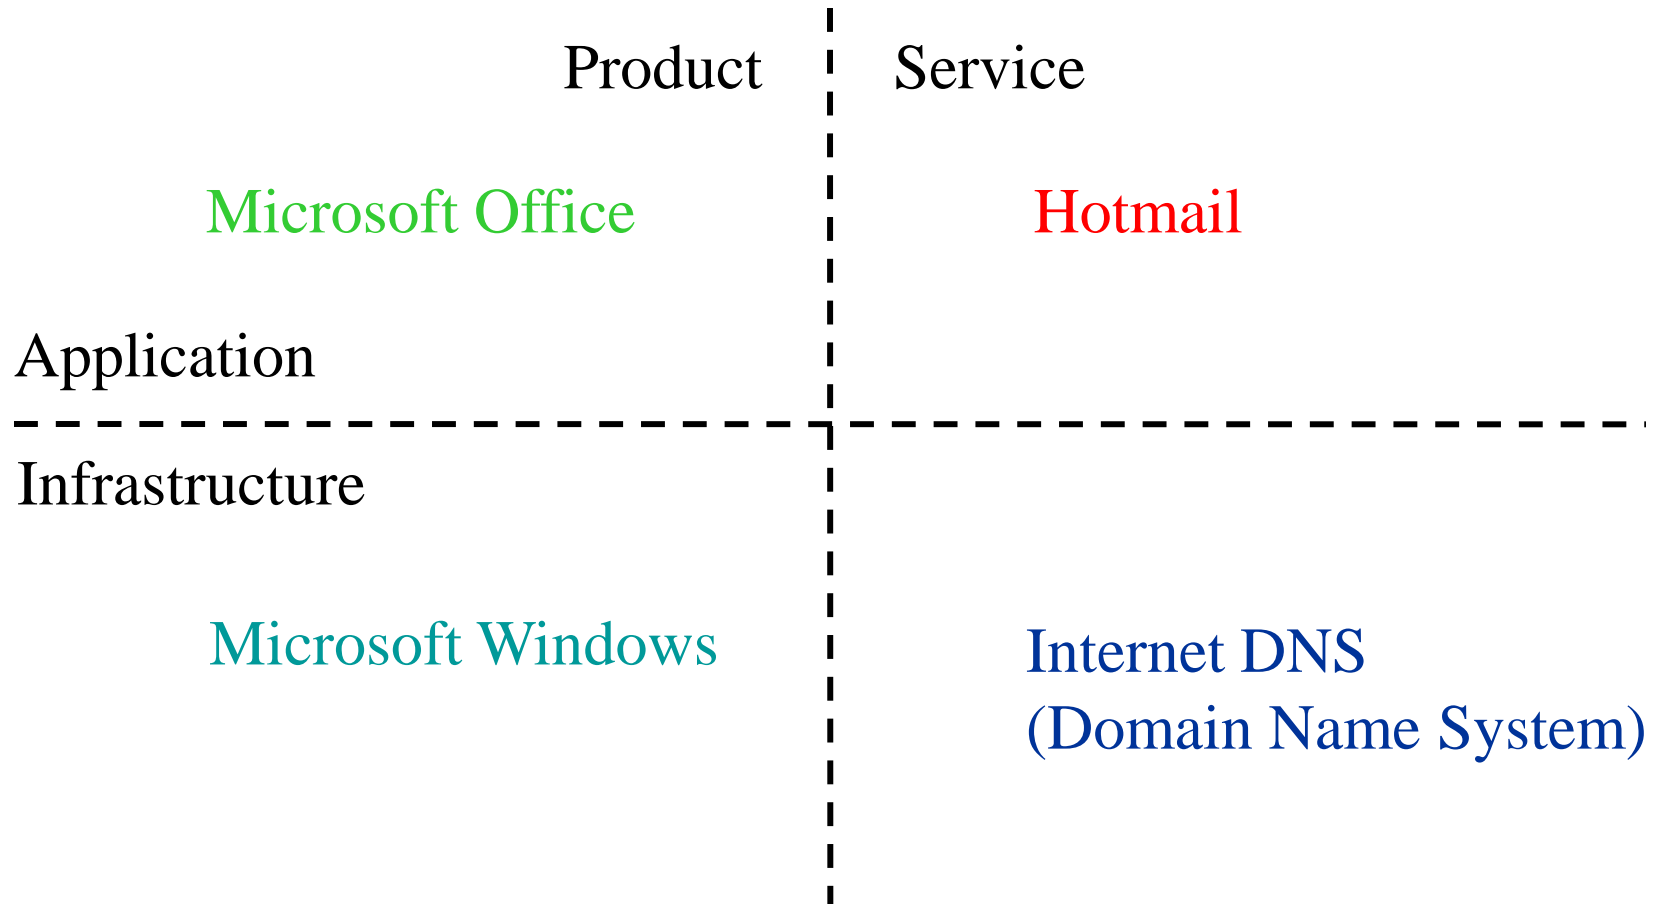 Product
Service
Microsoft Office
Hotmail
Application
Infrastructure
Microsoft Windows
Internet DNS
(Domain Name System)